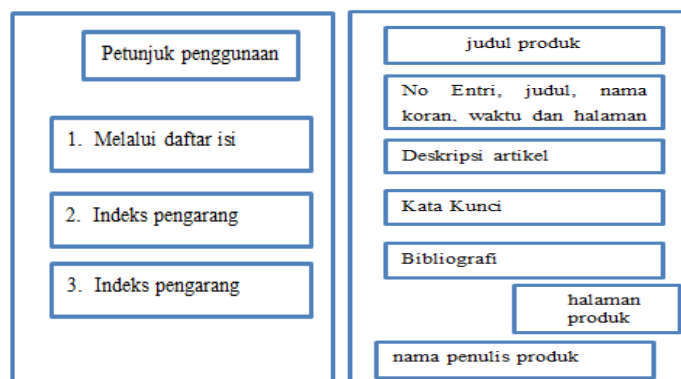 Petunjuk penggunaan
1. Melalui daftar isi
2. Indeks pengarang
3. Indeks pengarang
judul produk
No Entri, judul, nama
koran. waktu dan halaman
Deskripsi artikel
Kata Kunci
Bibliografi
halaman
produk
nama penulis produk